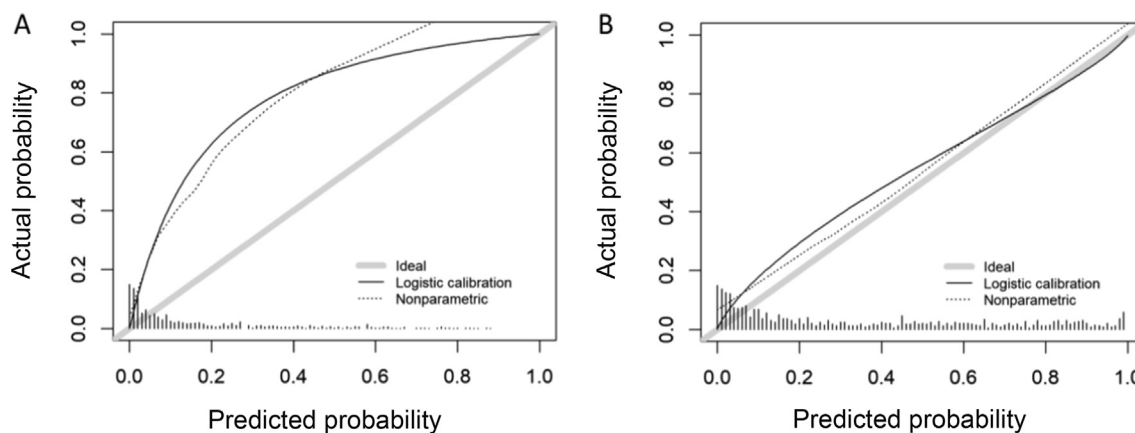 A
Actual probability
1.0
0.8
0.6
0.4
0.2
0.0
Ideal
Logistic calibration
Nonparametric
0.0 0.2 0.4 0.6 0.8 1.0
Predicted probability
B
Actual probability
1.0
0.8
0.6
0.4
0.2
0.0
Ideal
Logistic calibration
Nonparametric
0.0 0.2 0.4 0.6 0.8 1.0
Predicted probability